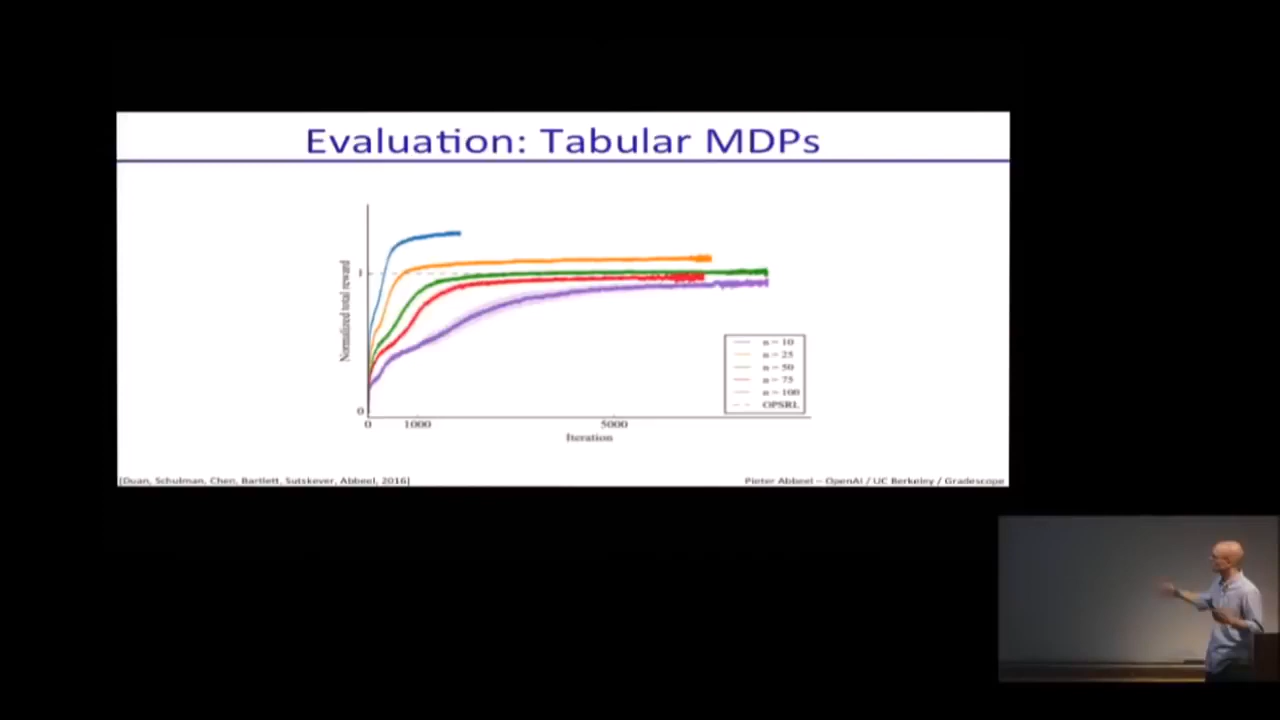 Evaluation: Tabular MDPs
Normalized total reward
1
0
0 1000 5000
Iteration
n = 10
n = 25
n = 50
n = 75
n = 100
OPSRL
[Duan, Schulman, Chen, Bartlett, Sutskever, Abbeel, 2016]
Pieter Abbeel – OpenAI / UC Berkeley / Gradescope